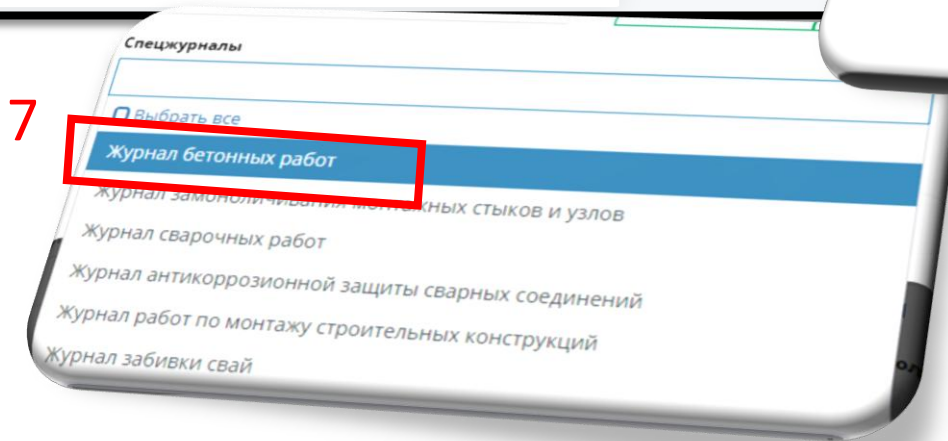 Спецжурналы
Выбрать все
7
Журнал бетонных работ
Журнал замоноличивания монтажных стыков и узлов
Журнал сварочных работ
Журнал антикоррозионной защиты сварных соединений
Журнал работ по монтажу строительных конструкций
Журнал забивки свай